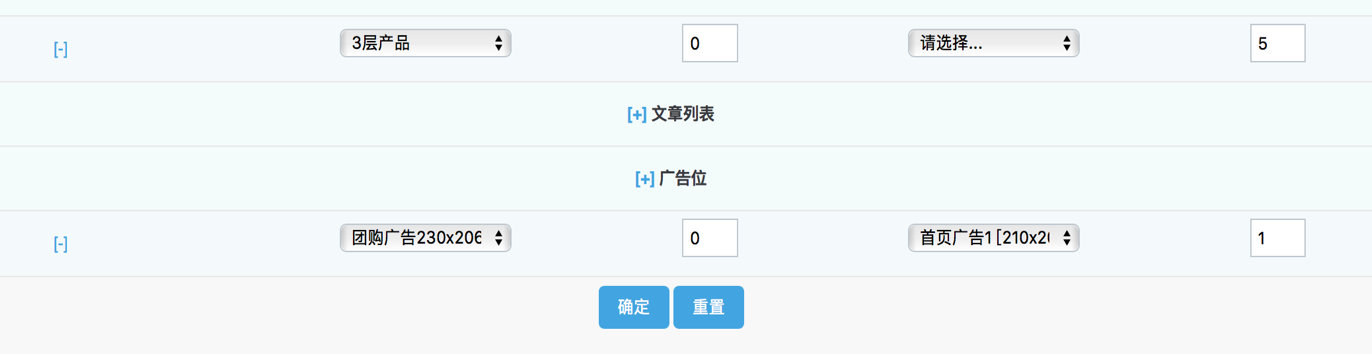 [-] 3层产品 0 请选择... 5
[+] 文章列表
[+] 广告位
[-] 团购广告230x206 0 首页广告1 [210x20 1
确定 重置